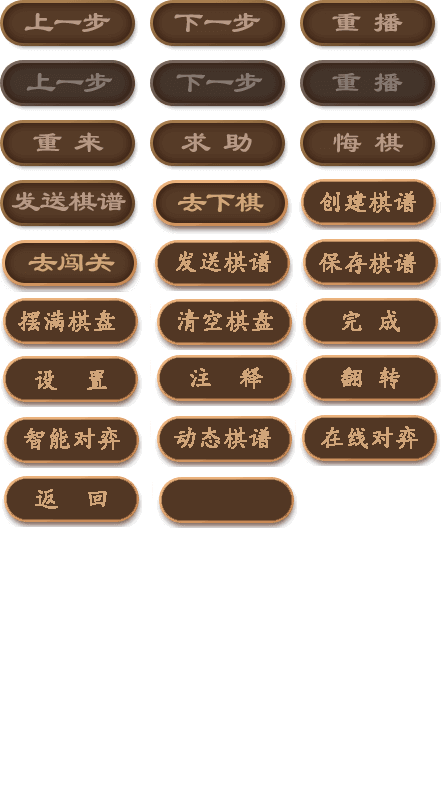 上一步 下一步 重播
上一步 下一步 重播
重来 求助 悔棋
发送棋谱 去下棋 创建棋谱
去闯关 发送棋谱 保存棋谱
摆满棋盘 清空棋盘 完成
设置 注释 翻转
智能对弈 动态棋谱 在线对弈
返回